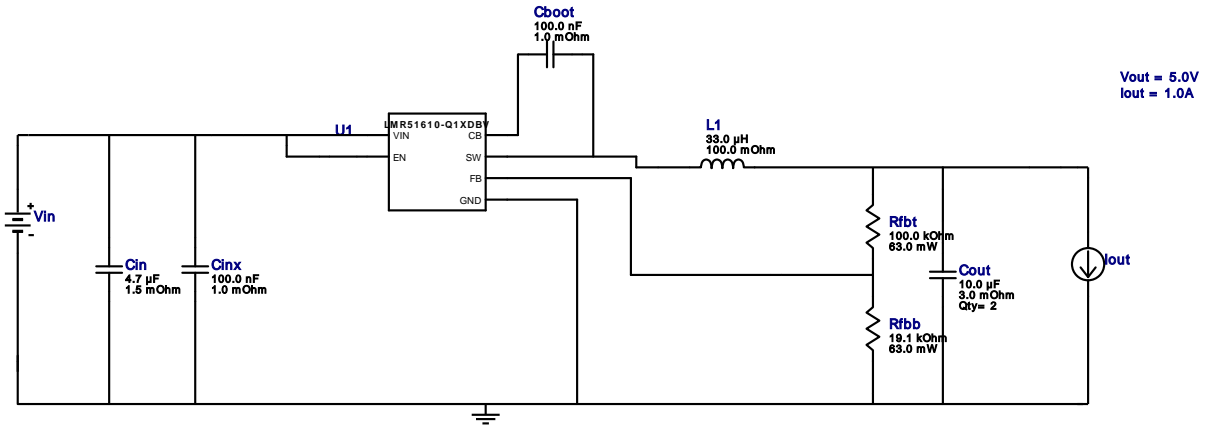 Cboot
100.0 nF
1.0 mOhm
Vout = 5.0V
Iout = 1.0A
U1
LMR51610-Q1XDBV
VIN
CB
EN
SW
FB
GND
L1
33.0 µH
100.0 mOhm
+
Vin
-
Cin
4.7 µF
1.5 mOhm
Cinx
100.0 nF
1.0 mOhm
Rfbt
100.0 kOhm
63.0 mW
Cout
10.0 µF
3.0 mOhm
Qty= 2
Iout
Rfbb
19.1 kOhm
63.0 mW